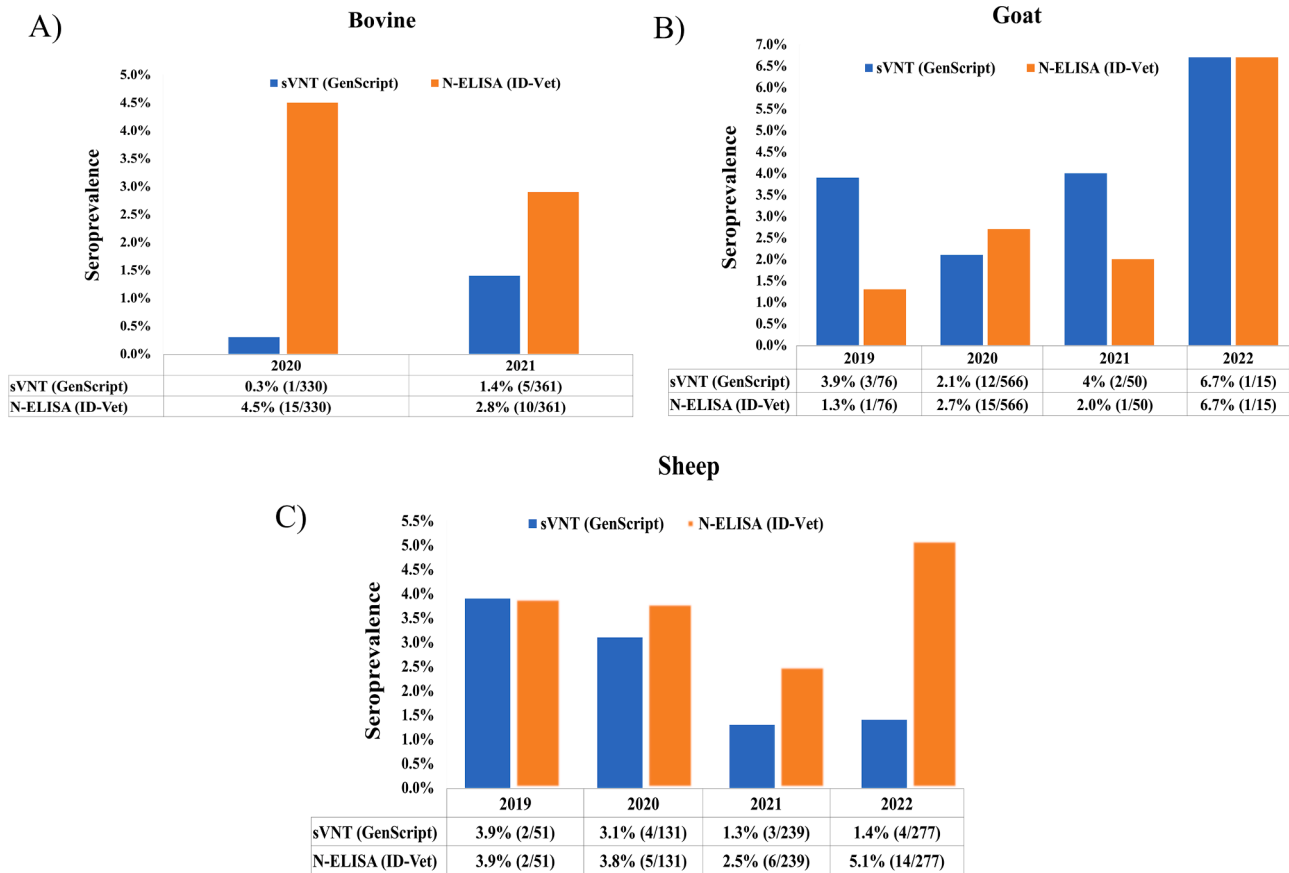 A)
Bovine
sVNT (GenScript) N-ELISA (ID-Vet)
Seroprevalence
5.0%
4.5%
4.0%
3.5%
3.0%
2.5%
2.0%
1.5%
1.0%
0.5%
0.0%
2020 2021
sVNT (GenScript) 0.3% (1/330) 1.4% (5/361)
N-ELISA (ID-Vet) 4.5% (15/330) 2.8% (10/361)
B)
Goat
sVNT (GenScript) N-ELISA (ID-Vet)
Seroprevalence
7.0%
6.5%
6.0%
5.5%
5.0%
4.5%
4.0%
3.5%
3.0%
2.5%
2.0%
1.5%
1.0%
0.5%
0.0%
2019 2020 2021 2022
sVNT (GenScript) 3.9% (3/76) 2.1% (12/566) 4% (2/50) 6.7% (1/15)
N-ELISA (ID-Vet) 1.3% (1/76) 2.7% (15/566) 2.0% (1/50) 6.7% (1/15)
Sheep
C)
sVNT (GenScript) N-ELISA (ID-Vet)
Seroprevalence
5.5%
5.0%
4.5%
4.0%
3.5%
3.0%
2.5%
2.0%
1.5%
1.0%
0.5%
0.0%
2019 2020 2021 2022
sVNT (GenScript) 3.9% (2/51) 3.1% (4/131) 1.3% (3/239) 1.4% (4/277)
N-ELISA (ID-Vet) 3.9% (2/51) 3.8% (5/131) 2.5% (6/239) 5.1% (14/277)